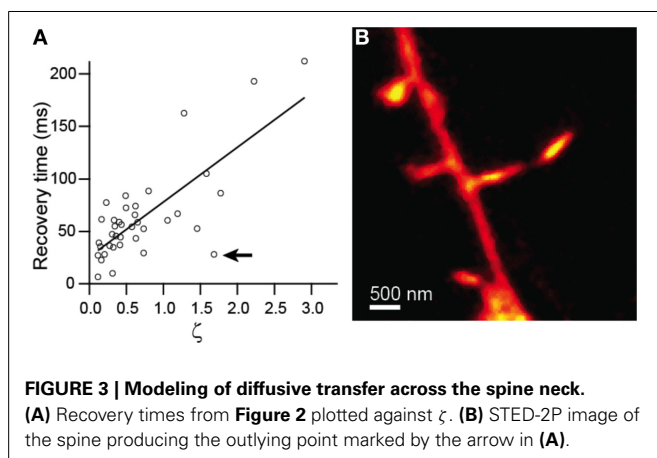 A
B
Recovery time (ms)
200
150
100
50
0
0.0 0.5 1.0 1.5 2.0 2.5 3.0
ζ
500 nm
FIGURE 3 | Modeling of diffusive transfer across the spine neck.
(A) Recovery times from Figure 2 plotted against ζ. (B) STED-2P image of
the spine producing the outlying point marked by the arrow in (A).